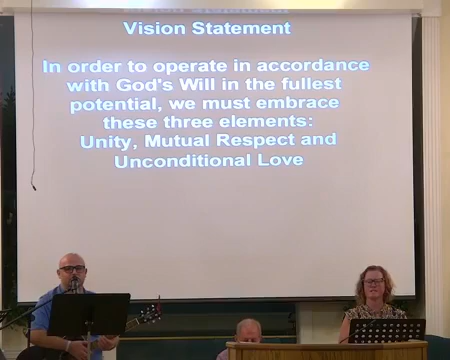 Vision Statement
In order to operate in accordance
with God's Will in the fullest
potential, we must embrace
these three elements:
Unity, Mutual Respect and
Unconditional Love